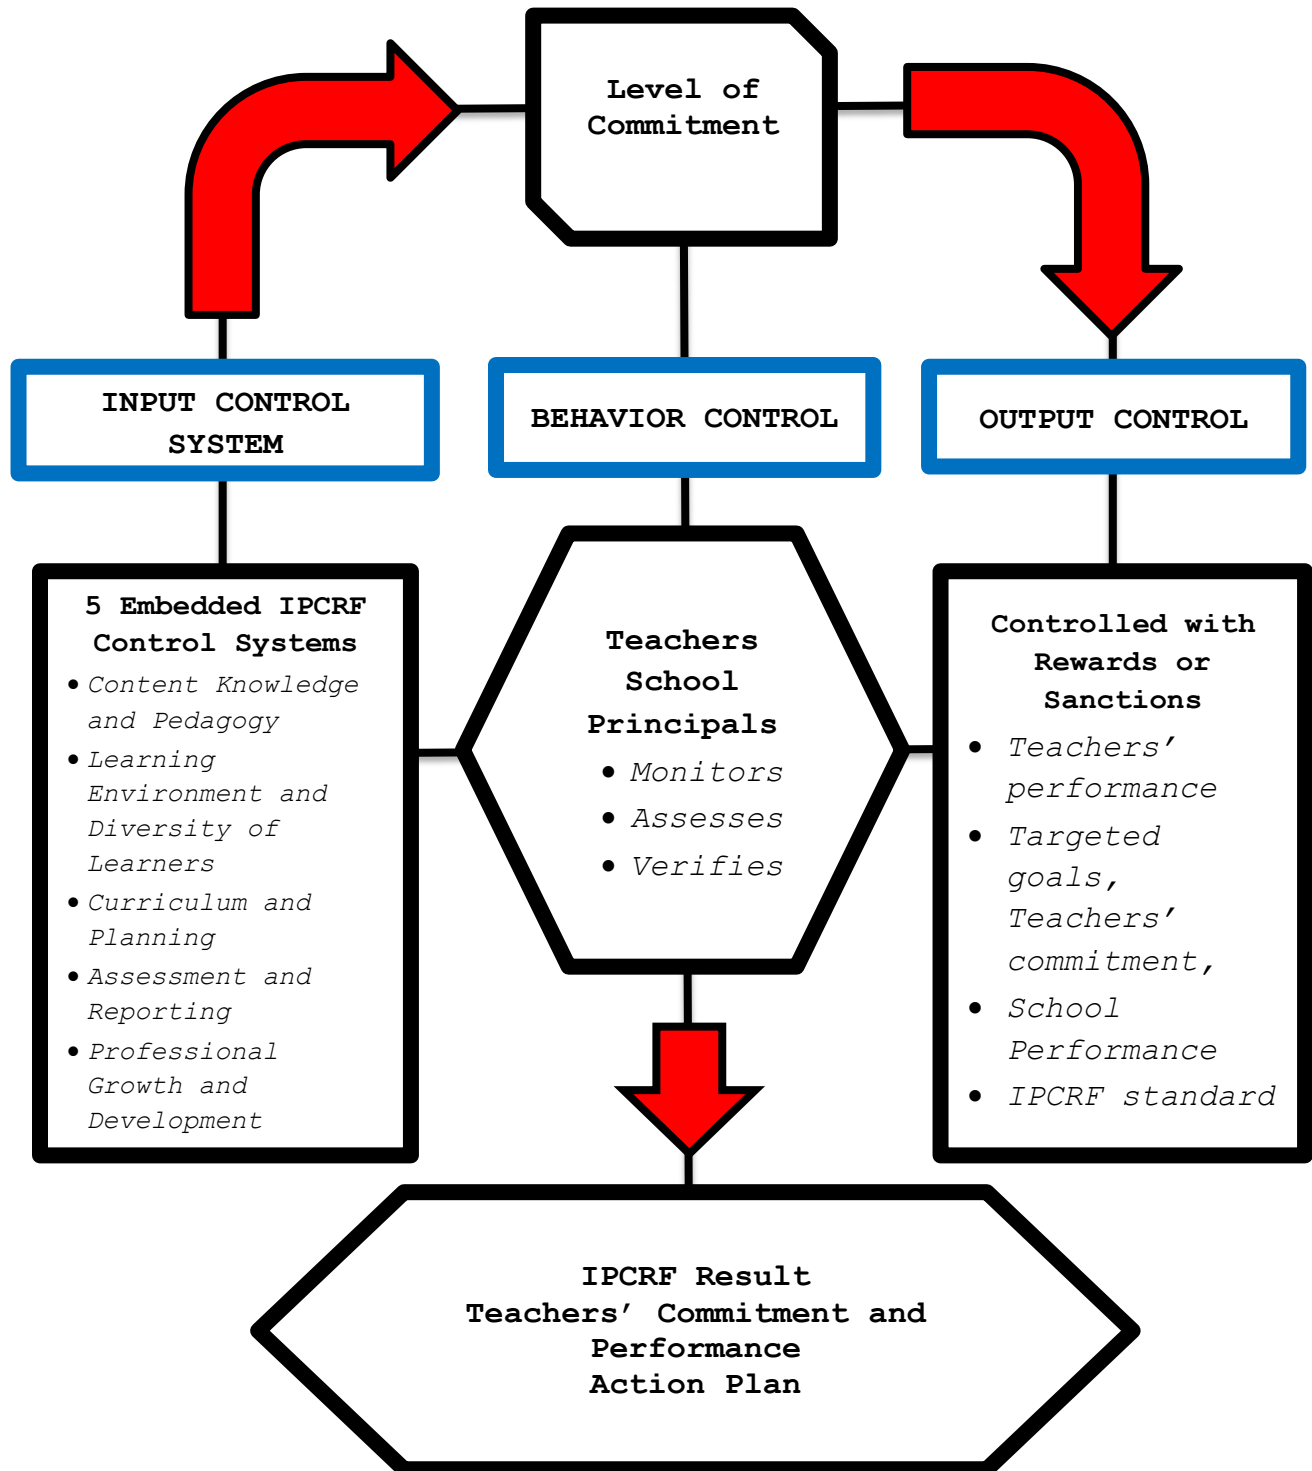 Level of
Commitment
INPUT CONTROL
SYSTEM
BEHAVIOR CONTROL
OUTPUT CONTROL
5 Embedded IPCRF
Control Systems
• Content Knowledge
and Pedagogy
• Learning
Environment and
Diversity of
Learners
• Curriculum and
Planning
• Assessment and
Reporting
• Professional
Growth and
Development
Teachers
School
Principals
• Monitors
• Assesses
• Verifies
Controlled with
Rewards or
Sanctions
• Teachers’
performance
• Targeted
goals,
Teachers’
commitment,
• School
Performance
• IPCRF standard
IPCRF Result
Teachers’ Commitment and
Performance
Action Plan